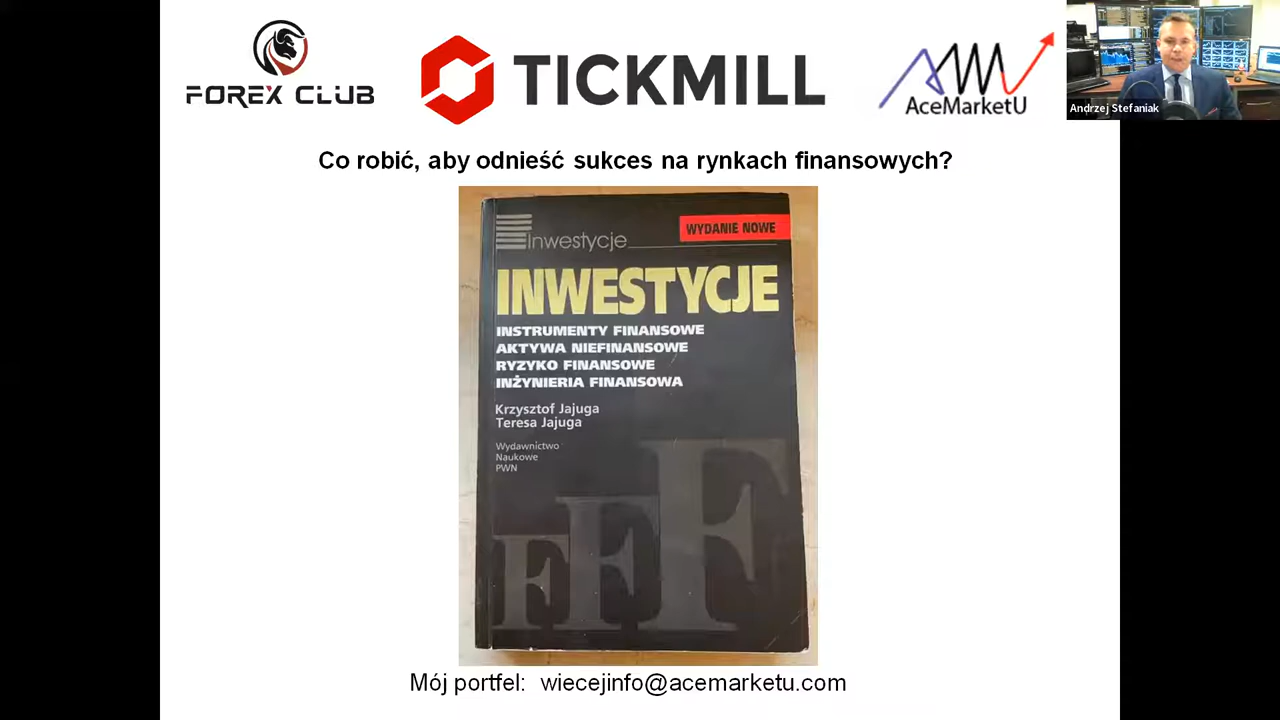 FOREX CLUB
TICKMILL
AceMarketU
Andrzej Stefaniak
Co robić, aby odnieść sukces na rynkach finansowych?
Inwestycje
WYDANIE NOWE
INWESTYCJE
INSTRUMENTY FINANSOWE
AKTYWA NIEFINANSOWE
RYZYKO FINANSOWE
INŻYNIERIA FINANSOWA
Krzysztof Jajuga
Teresa Jajuga
Wydawnictwo
Naukowe
PWN
F F F
Mój portfel: wiecejinfo@acemarketu.com